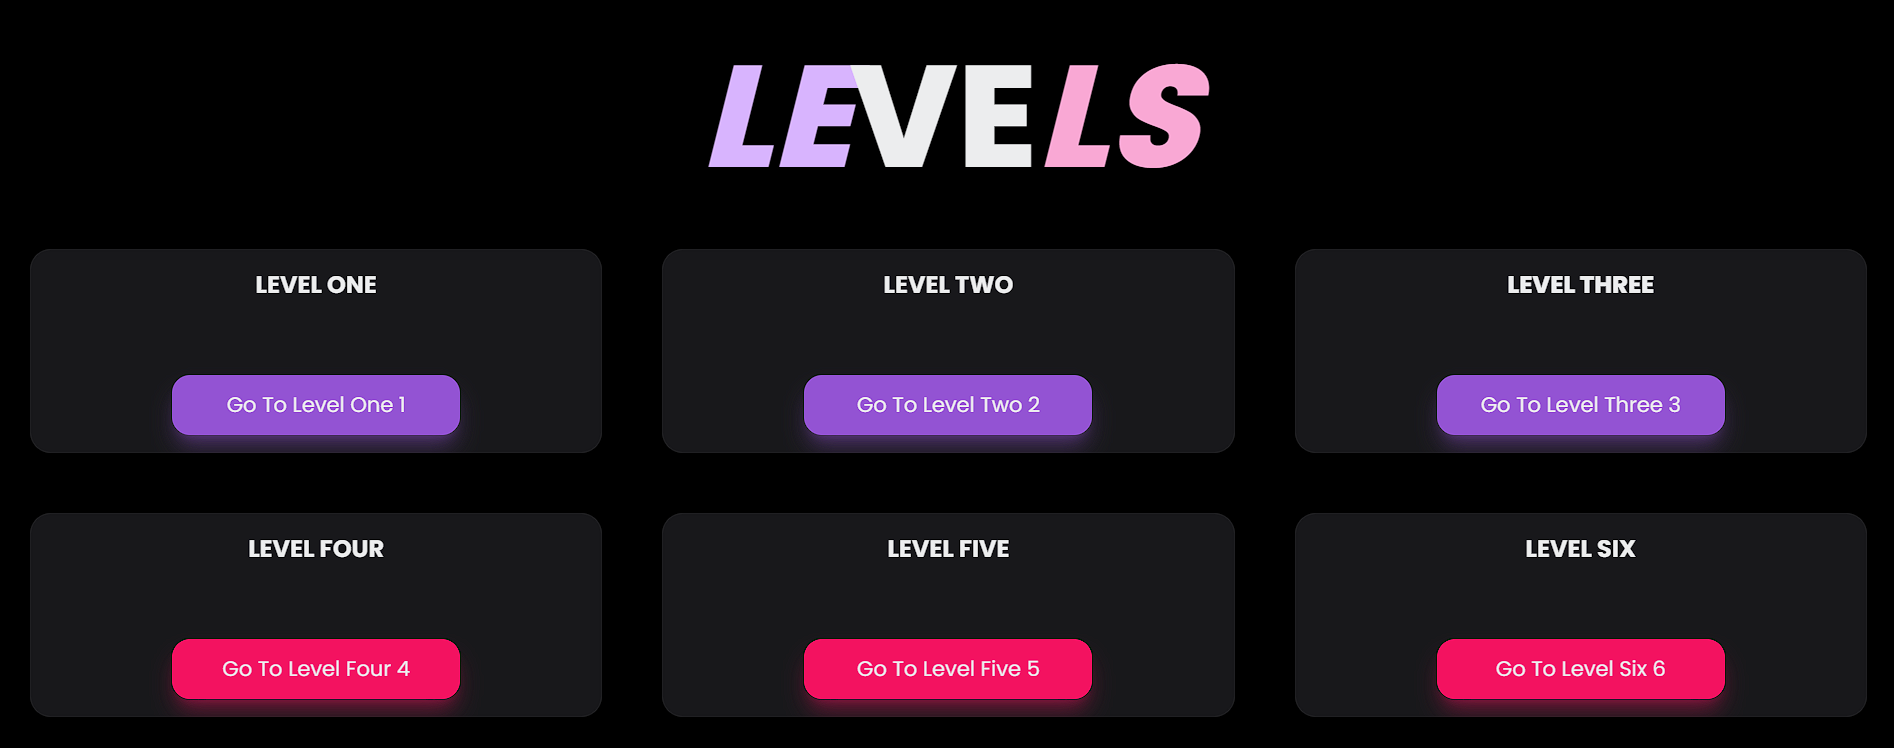 LEVELS
LEVEL ONE
Go To Level One 1
LEVEL TWO
Go To Level Two 2
LEVEL THREE
Go To Level Three 3
LEVEL FOUR
Go To Level Four 4
LEVEL FIVE
Go To Level Five 5
LEVEL SIX
Go To Level Six 6